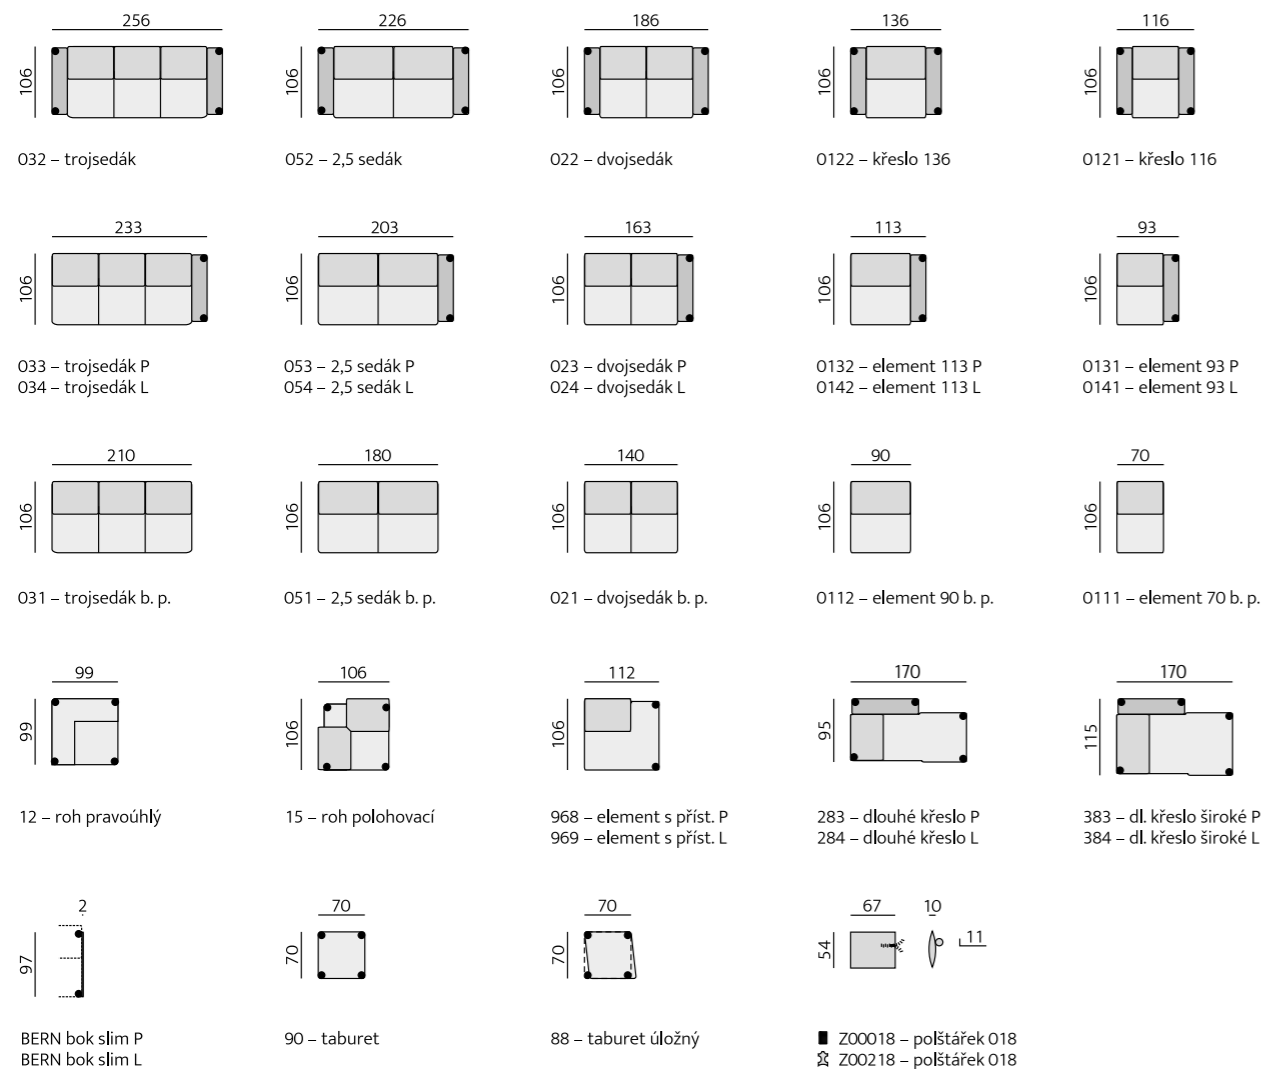 256 226 186 136 116
106 106 106 106 106
032 – trojsedák 052 – 2,5 sedák 022 – dvojsedák 0122 – křeslo 136 0121 – křeslo 116
233 203 163 113 93
106 106 106 106 106
033 – trojsedák P 053 – 2,5 sedák P 023 – dvojsedák P 0132 – element 113 P 0131 – element 93 P
034 – trojsedák L 054 – 2,5 sedák L 024 – dvojsedák L 0142 – element 113 L 0141 – element 93 L
210 180 140 90 70
106 106 106 106 106
031 – trojsedák b. p. 051 – 2,5 sedák b. p. 021 – dvojsedák b. p. 0112 – element 90 b. p. 0111 – element 70 b. p.
99 106 112 170 170
99 106 106 95 115
12 – roh pravoúhlý 15 – roh polohovací 968 – element s příst. P 283 – dlouhé křeslo P 383 – dl. křeslo široké P
969 – element s příst. L 284 – dlouhé křeslo L 384 – dl. křeslo široké L
2 70 70 67 10
97 70 70 54 11
BERN bok slim P 90 – taburet 88 – taburet úložný Z00018 – polštářek 018
BERN bok slim L Z00218 – polštářek 018